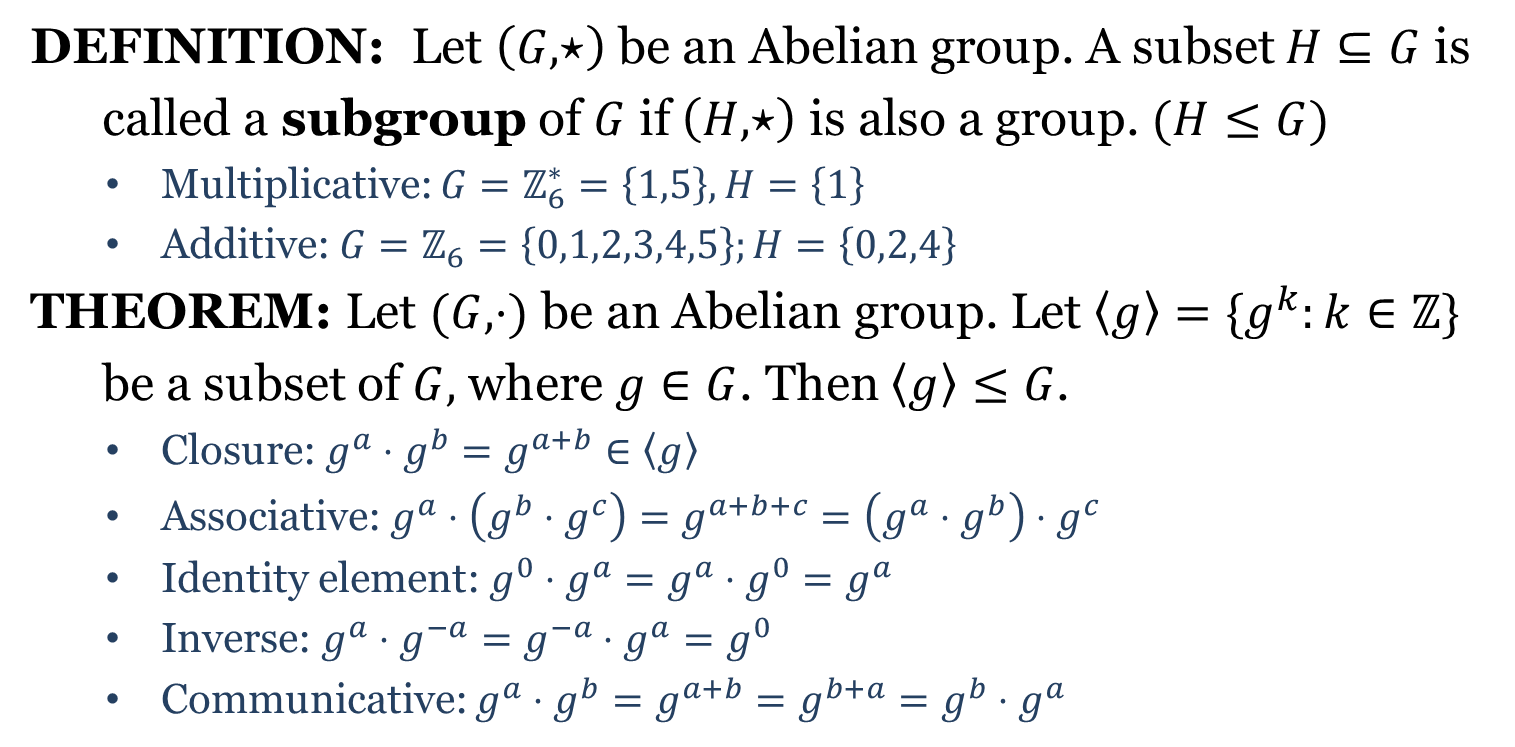 DEFINITION: Let (G,⋆) be an Abelian group. A subset H ⊆ G is
called a subgroup of G if (H,⋆) is also a group. (H ≤ G)
• Multiplicative: G = ℤ₆* = {1,5}, H = {1}
• Additive: G = ℤ₆ = {0,1,2,3,4,5}; H = {0,2,4}
THEOREM: Let (G,·) be an Abelian group. Let ⟨g⟩ = {gᵏ: k ∈ ℤ}
be a subset of G, where g ∈ G. Then ⟨g⟩ ≤ G.
• Closure: gᵃ · gᵇ = gᵃ⁺ᵇ ∈ ⟨g⟩
• Associative: gᵃ · (gᵇ · gᶜ) = gᵃ⁺ᵇ⁺ᶜ = (gᵃ · gᵇ) · gᶜ
• Identity element: g⁰ · gᵃ = gᵃ · g⁰ = gᵃ
• Inverse: gᵃ · g⁻ᵃ = g⁻ᵃ · gᵃ = g⁰
• Communicative: gᵃ · gᵇ = gᵃ⁺ᵇ = gᵇ⁺ᵃ = gᵇ · gᵃ